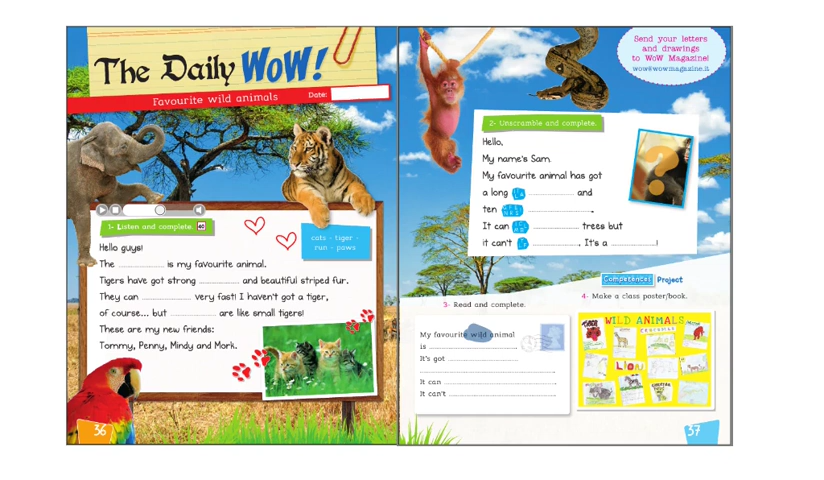 The Daily WoW!
Favourite wild animals
Date:
1- Listen and complete. 40
cats - tiger -
run - paws
Hello guys!
The ............ is my favourite animal.
Tigers have got strong ............ and beautiful striped fur.
They can ............ very fast! I haven't got a tiger,
of course... but ............ are like small tigers!
These are my new friends:
Tommy, Penny, Mindy and Mork.
36
Send your letters
and drawings
to WoW Magazine!
wow@wowmagazine.it
2- Unscramble and complete.
Hello,
My name's Sam.
My favourite animal has got
a long ............ and
ten .............
It can ............ trees but
it can't ............. It's a ............!
?
Competences Project
3- Read and complete.
My favourite wild animal
is ............
It's got ............
............
It can ............
It can't ............
4- Make a class poster/book.
WILD ANIMALS
CROCODILE
LION
37